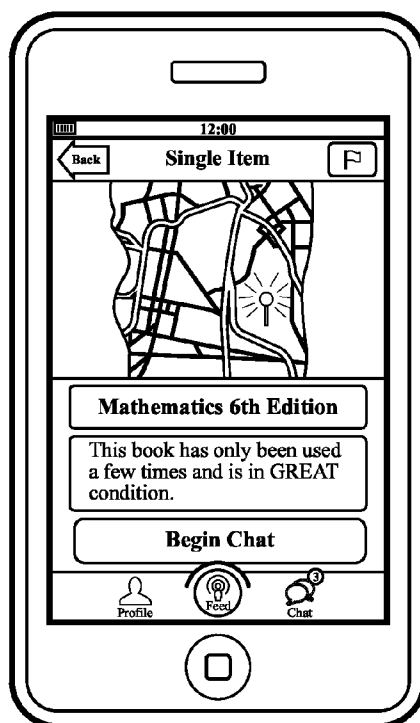 12:00
Back
Single Item
Mathematics 6th Edition
This book has only been used
a few times and is in GREAT
condition.
Begin Chat
3
Profile
Feed
Chat